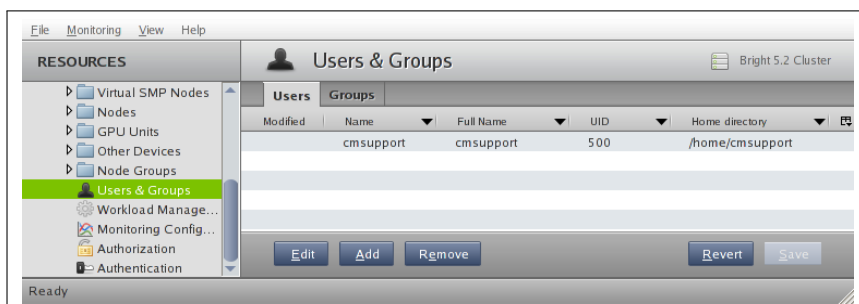 File Monitoring View Help
RESOURCES
Users & Groups
Bright 5.2 Cluster
Virtual SMP Nodes
Nodes
GPU Units
Other Devices
Node Groups
Users & Groups
Workload Manage...
Monitoring Config...
Authorization
Authentication
Users Groups
Modified Name Full Name UID Home directory
cmsupport cmsupport 500 /home/cmsupport
Edit Add Remove Revert Save
Ready